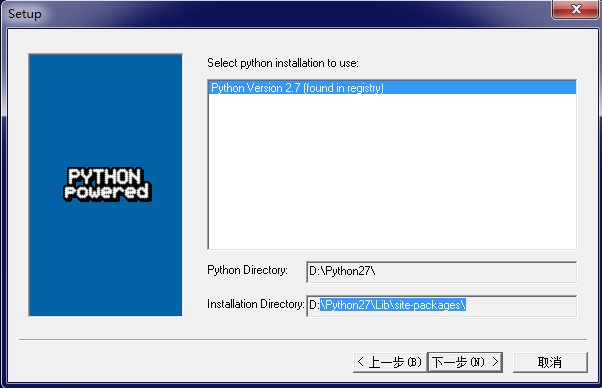 Setup
Select python installation to use:
Python Version 2.7 (found in registry)
PYTHON
powered
Python Directory: D:\Python27\
Installation Directory: D:\Python27\Lib\site-packages\
< 上一步(B) 下一步(N) > 取消